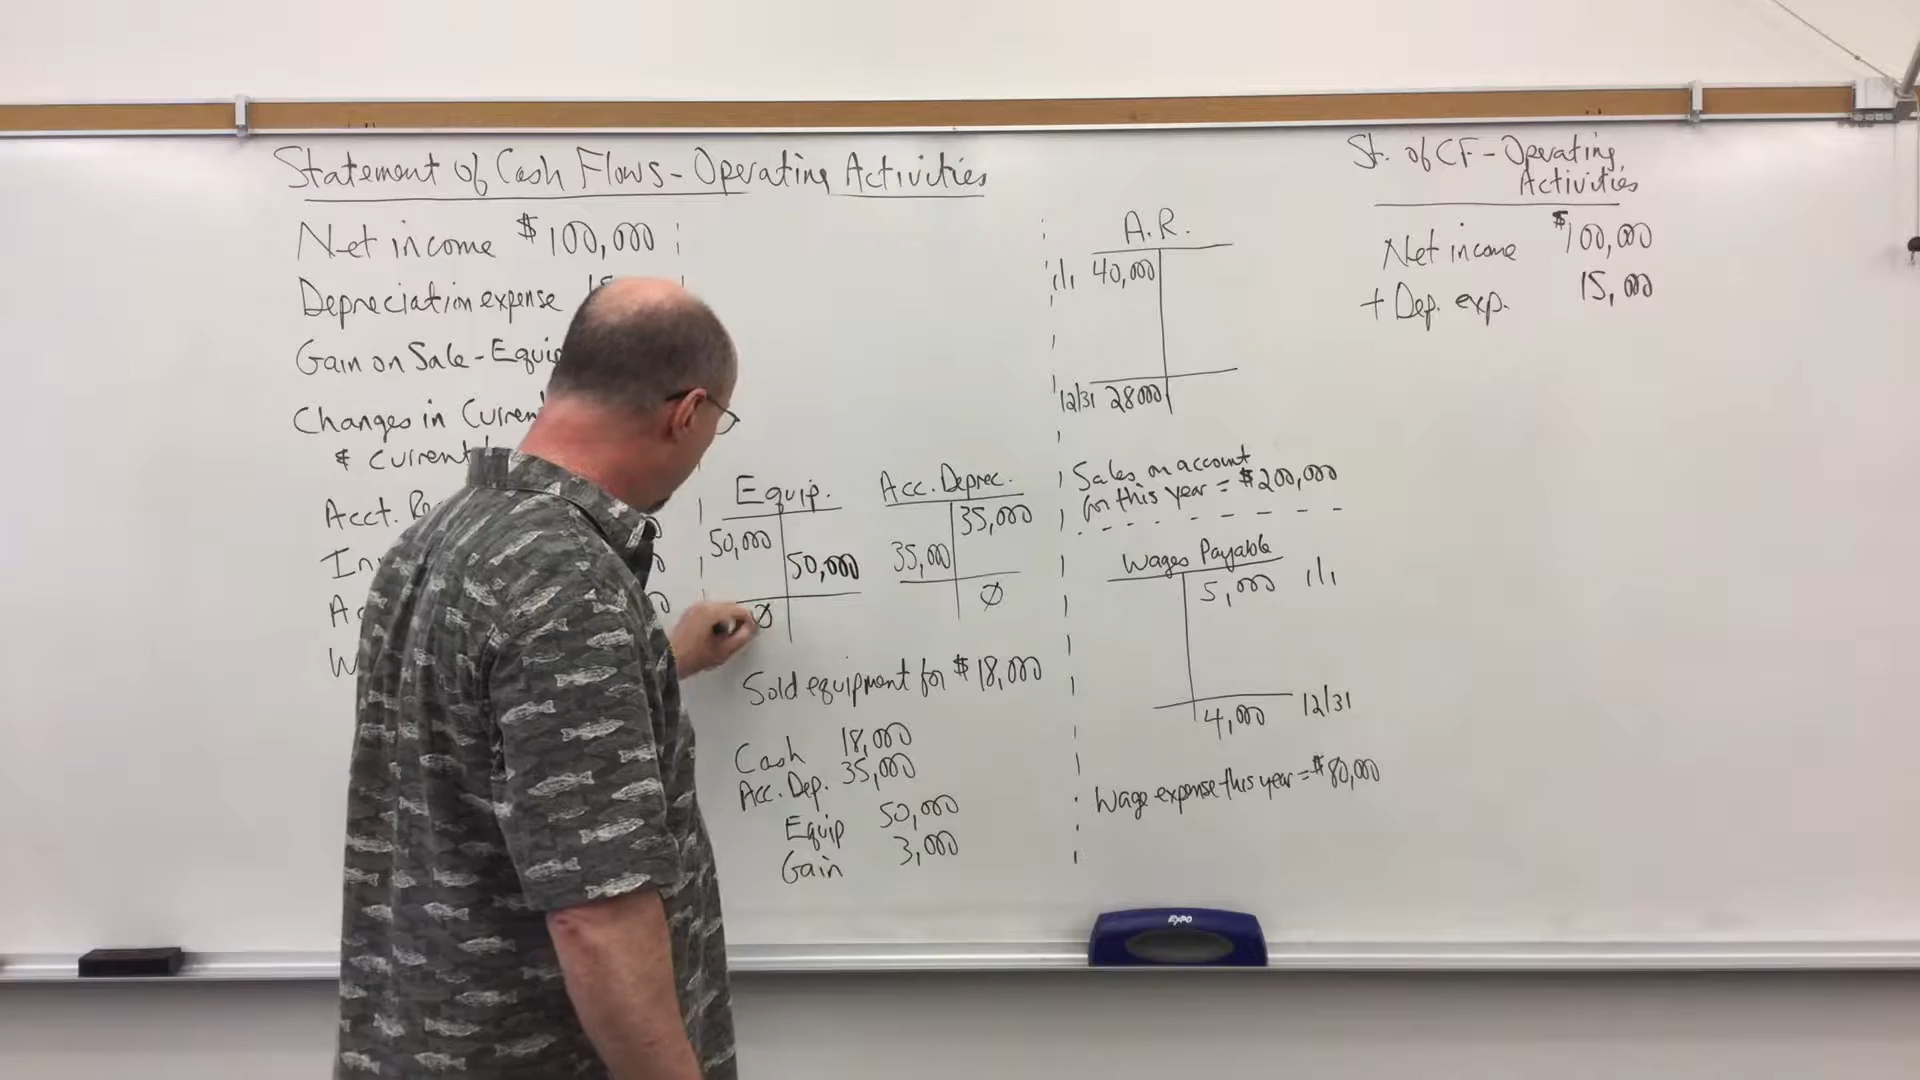 Statement of Cash Flows - Operating Activities
Net income $100,000
Depreciation expense
Gain on Sale - Equip
Changes in Current
& current
Acct.
Equip.
50,000
50,000
Ø
Acc. Deprec.
35,000
35,000
Ø
Sold equipment for $18,000
Cash 18,000
Acc. Dep. 35,000
Equip 50,000
Gain 3,000
A.R.
1/1 40,000
12/31 28000
Sales on account
for this year = $200,000
Wages Payable
5,000 1/1
4,000 12/31
Wage expense this year = $80,000
St. of CF - Operating
Activities
Net income $100,000
+ Dep. exp. 15,000
EXPO